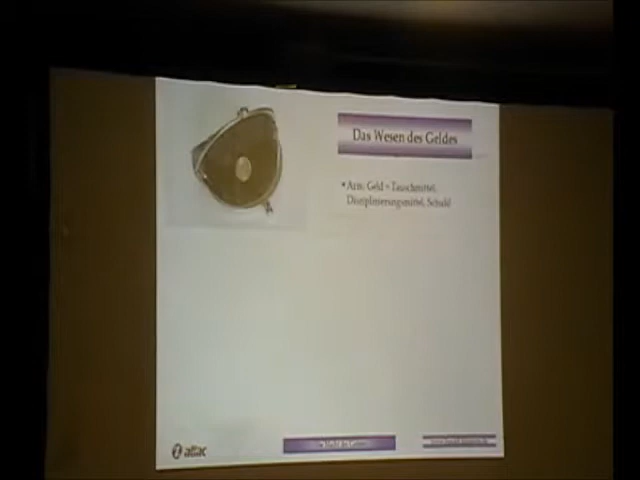 Das Wesen des Geldes
• Arm. Geld = Tauschmittel,
Disziplinierungsmittel, Schuld
attac